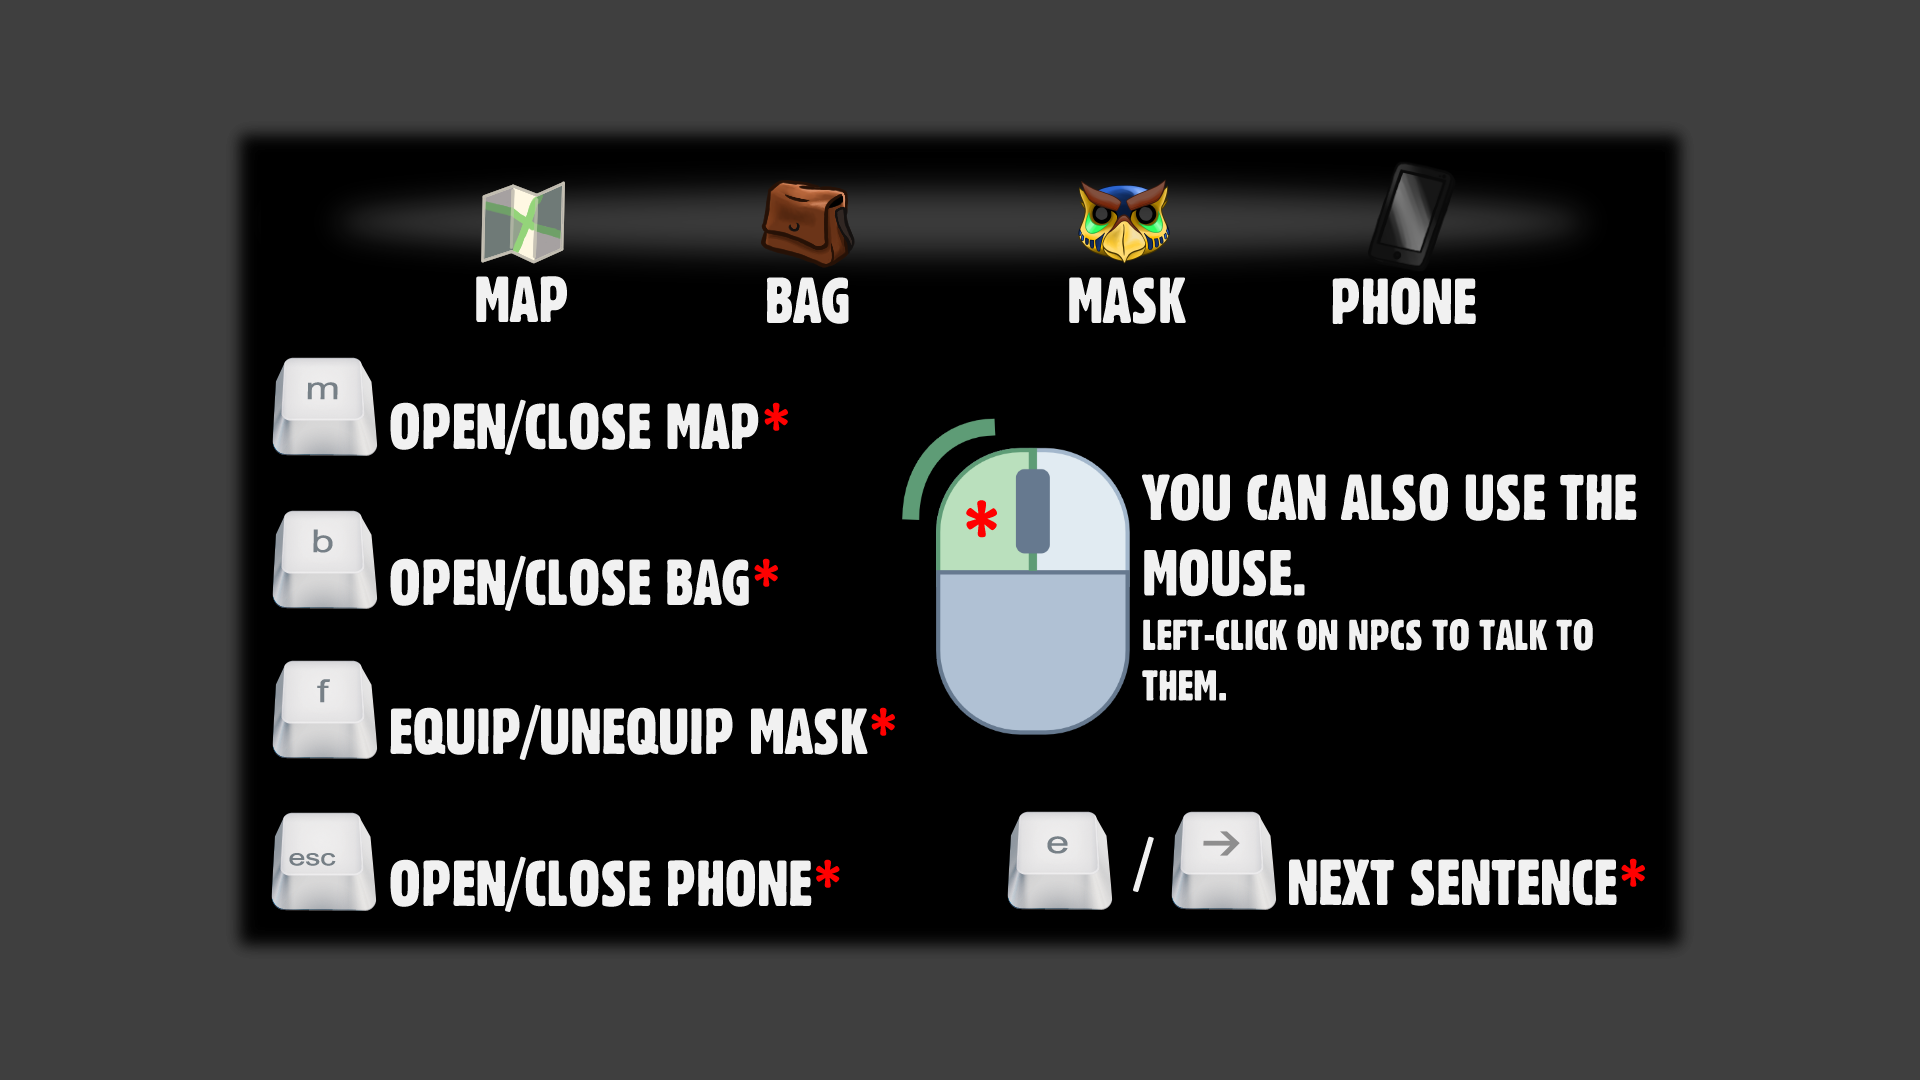 MAP BAG MASK PHONE
m OPEN/CLOSE MAP*
b OPEN/CLOSE BAG*
f EQUIP/UNEQUIP MASK*
esc OPEN/CLOSE PHONE*
*
YOU CAN ALSO USE THE
MOUSE.
LEFT-CLICK ON NPCS TO TALK TO
THEM.
e / → NEXT SENTENCE*